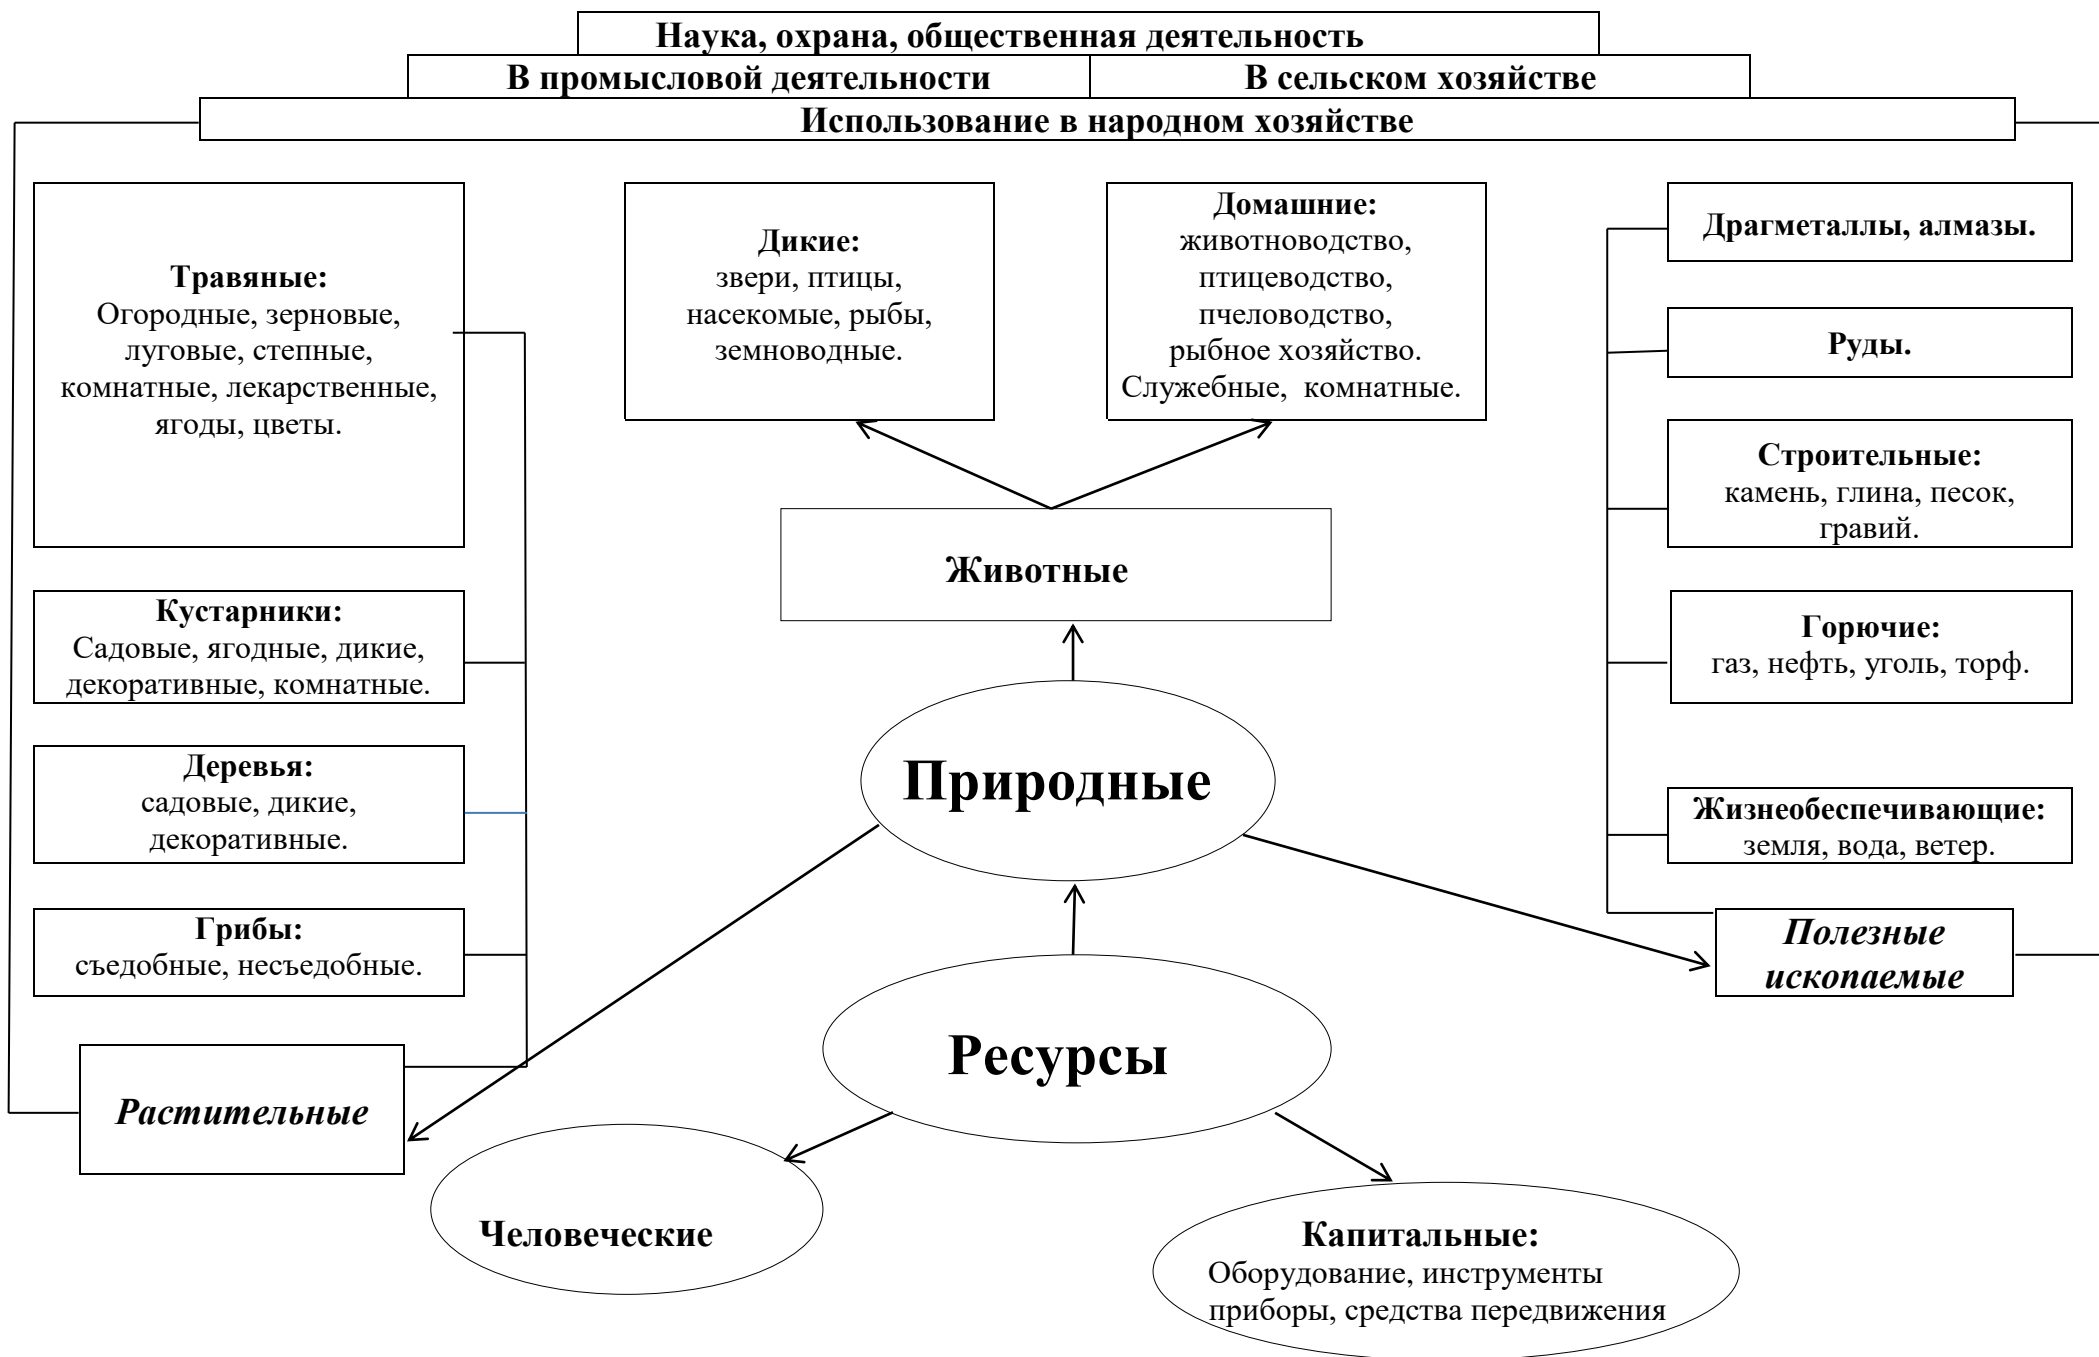 Наука, охрана, общественная деятельность
В промысловой деятельности
В сельском хозяйстве
Использование в народном хозяйстве
Травяные:
Огородные, зерновые,
луговые, степные,
комнатные, лекарственные,
ягоды, цветы.
Дикие:
звери, птицы,
насекомые, рыбы,
земноводные.
Домашние:
животноводство,
птицеводство,
пчеловодство,
рыбное хозяйство.
Служебные, комнатные.
Драгметаллы, алмазы.
Руды.
Строительные:
камень, глина, песок,
гравий.
Животные
Кустарники:
Садовые, ягодные, дикие,
декоративные, комнатные.
Горючие:
газ, нефть, уголь, торф.
Природные
Деревья:
садовые, дикие,
декоративные.
Жизнеобеспечивающие:
земля, вода, ветер.
Грибы:
съедобные, несъедобные.
Полезные
ископаемые
Ресурсы
Растительные
Человеческие
Капитальные:
Оборудование, инструменты
приборы, средства передвижения